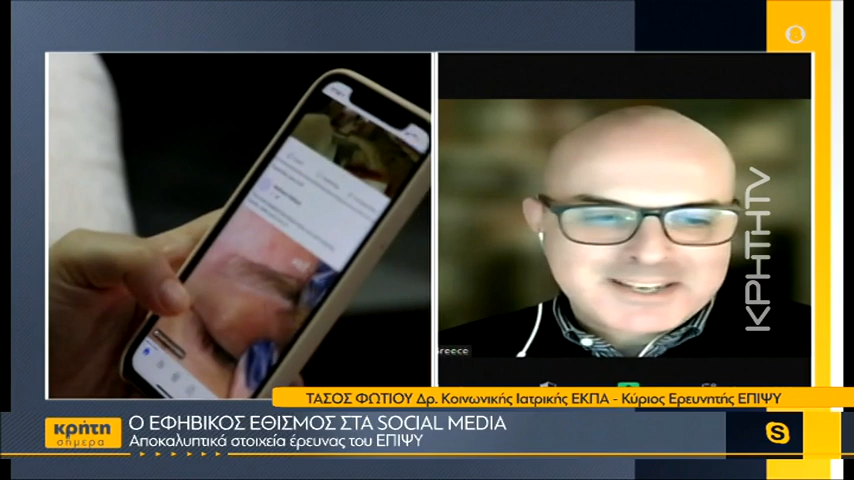 ΚΡΗΤΗTV
Greece
ΤΑΣΟΣ ΦΩΤΙΟΥ Δρ. Κοινωνικής Ιατρικής ΕΚΠΑ - Κύριος Ερευνητής ΕΠΙΨΥ
κρήτη
σήμερα
Ο ΕΦΗΒΙΚΟΣ ΕΘΙΣΜΟΣ ΣΤΑ SOCIAL MEDIA
Αποκαλυπτικά στοιχεία έρευνας του ΕΠΙΨΥ